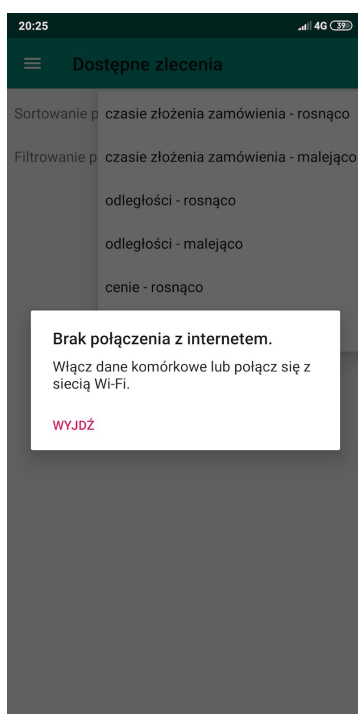 20:25
4G 39
Dostępne zlecenia
Sortowanie p
czasie złożenia zamówienia - rosnąco
Filtrowanie p
czasie złożenia zamówienia - malejąco
odległości - rosnąco
odległości - malejąco
cenie - rosnąco
Brak połączenia z internetem.
Włącz dane komórkowe lub połącz się z
siecią Wi-Fi.
WYJDŹ